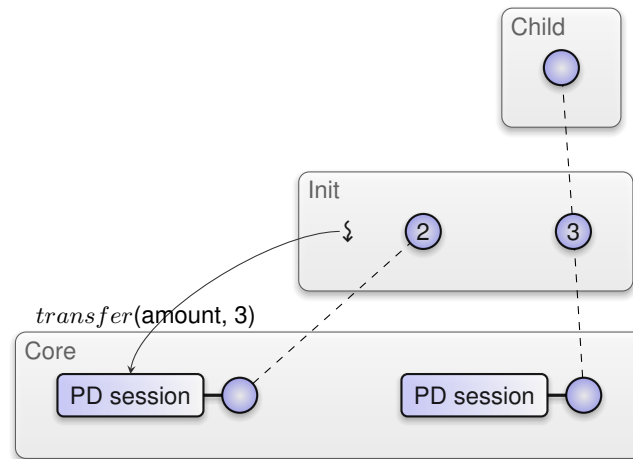 Child
Init
2
3
transfer(amount, 3)
Core
PD session
PD session